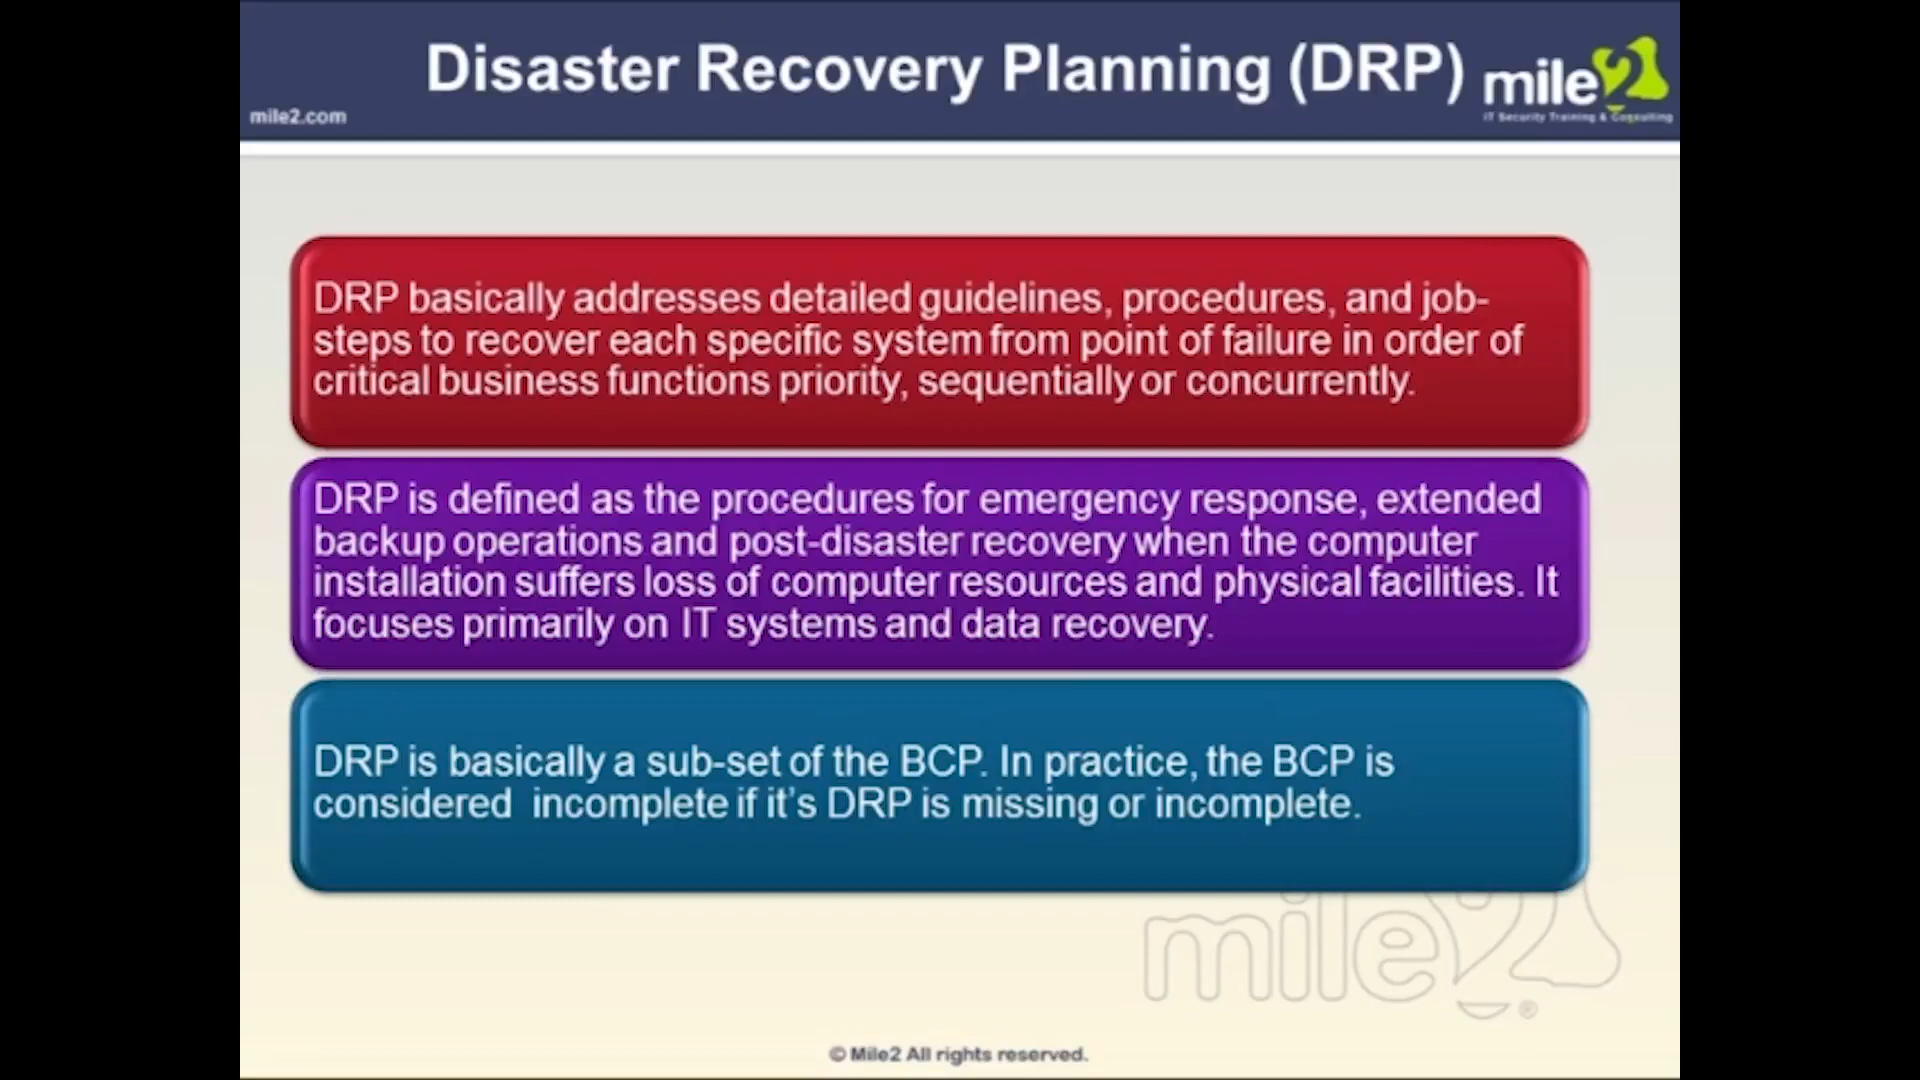 Disaster Recovery Planning (DRP)
mile2
IT Security Training & Consulting
mile2.com
DRP basically addresses detailed guidelines, procedures, and job-
steps to recover each specific system from point of failure in order of
critical business functions priority, sequentially or concurrently.
DRP is defined as the procedures for emergency response, extended
backup operations and post-disaster recovery when the computer
installation suffers loss of computer resources and physical facilities. It
focuses primarily on IT systems and data recovery.
DRP is basically a sub-set of the BCP. In practice, the BCP is
considered  incomplete if it’s DRP is missing or incomplete.
mile2®
© Mile2 All rights reserved.